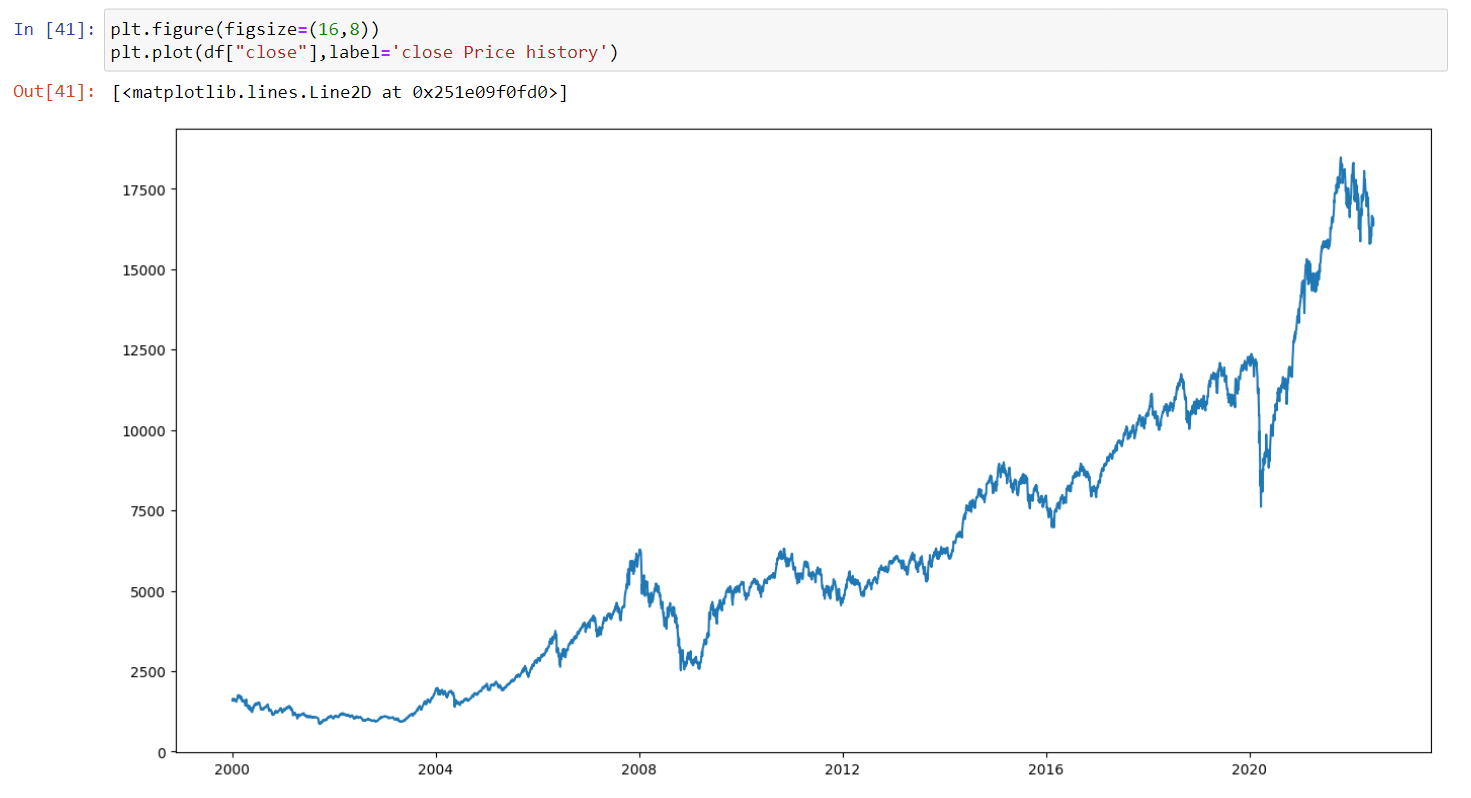 In [41]: plt.figure(figsize=(16,8))
plt.plot(df["close"],label='close Price history')
Out[41]: [<matplotlib.lines.Line2D at 0x251e09f0fd0>]
17500
15000
12500
10000
7500
5000
2500
0
2000 2004 2008 2012 2016 2020